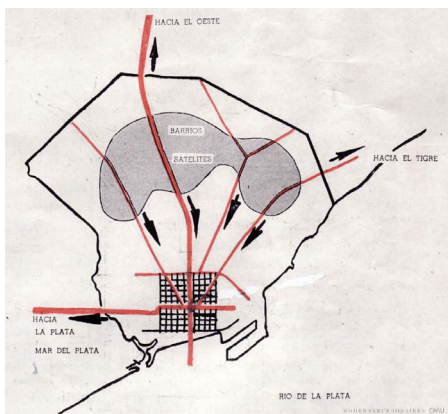 HACIA EL OESTE
BARRIOS
SATELITES
HACIA EL TIGRE
HACIA
LA PLATA
MAR DEL PLATA
RIO DE LA PLATA